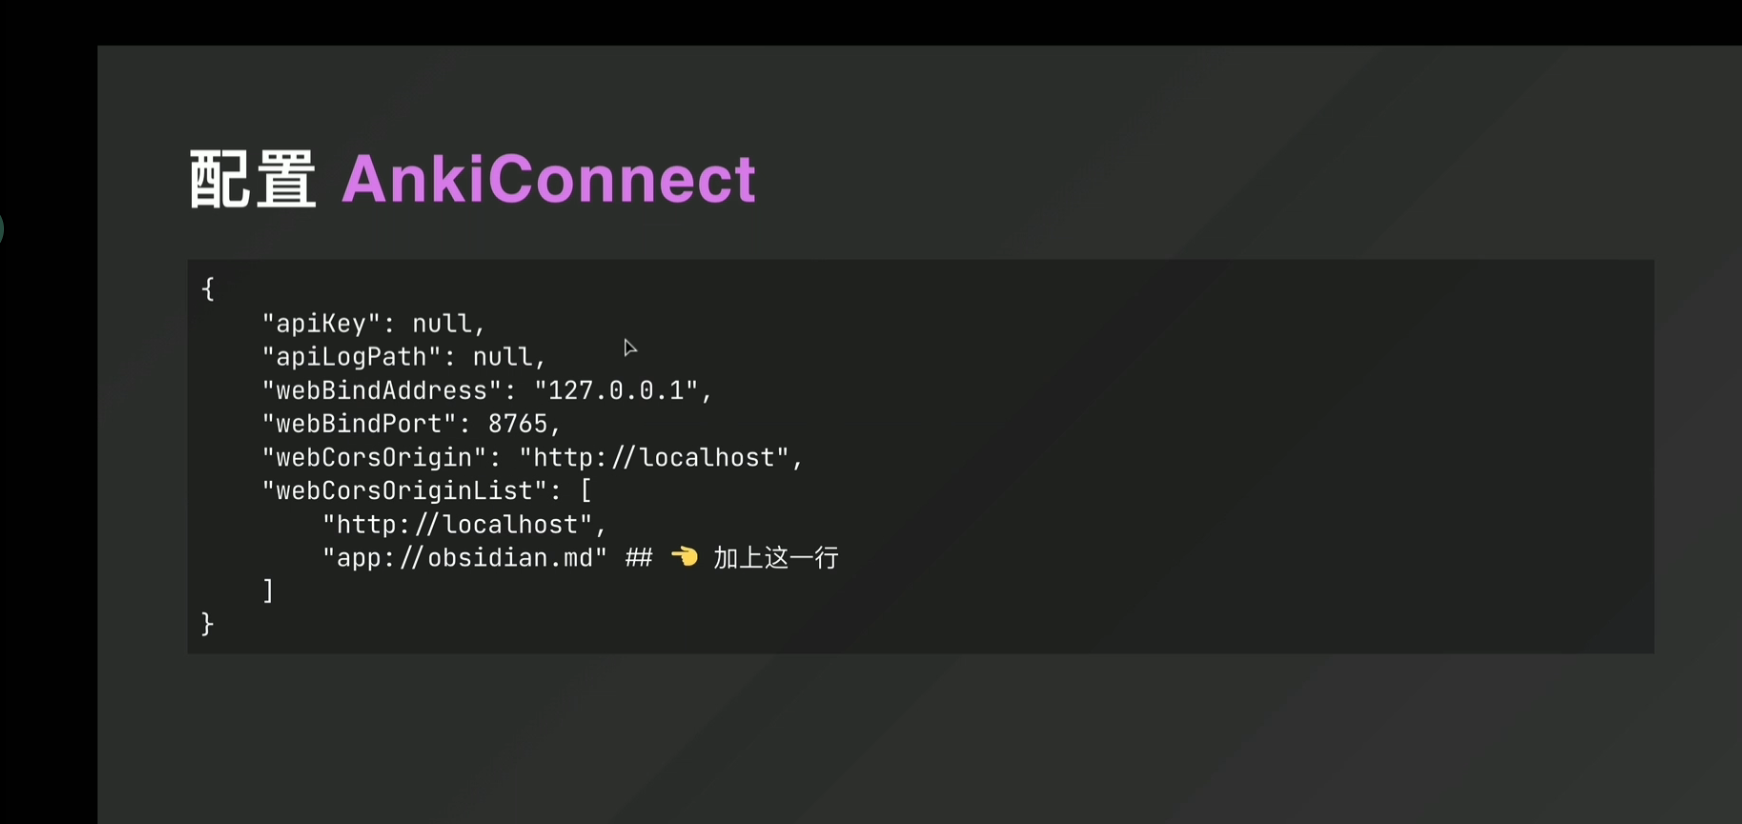 配置 AnkiConnect
{
    "apiKey": null,
    "apiLogPath": null,
    "webBindAddress": "127.0.0.1",
    "webBindPort": 8765,
    "webCorsOrigin": "http://localhost",
    "webCorsOriginList": [
        "http://localhost",
        "app://obsidian.md" ## 👈 加上这一行
    ]
}